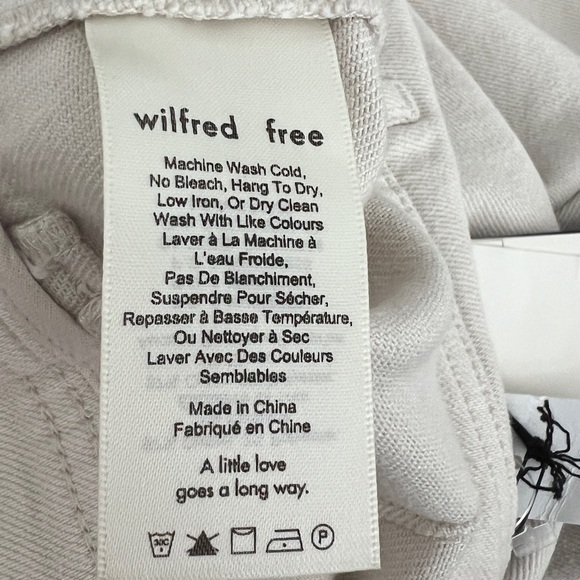 wilfred free
Machine Wash Cold,
No Bleach, Hang To Dry,
Low Iron, Or Dry Clean
Wash With Like Colours
Laver à La Machine à
L'eau Froide,
Pas De Blanchiment,
Suspendre Pour Sécher,
Repasser à Basse Température,
Ou Nettoyer à Sec
Laver Avec Des Couleurs
Semblables
Made in China
Fabriqué en Chine
A little love
goes a long way.
30C P